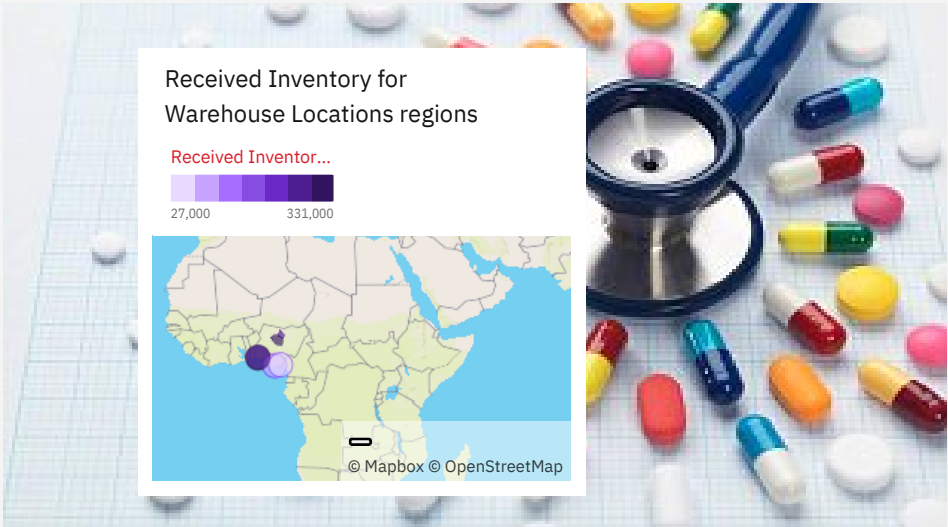 Received Inventory for
Warehouse Locations regions
Received Inventor...
27,000 331,000
© Mapbox © OpenStreetMap